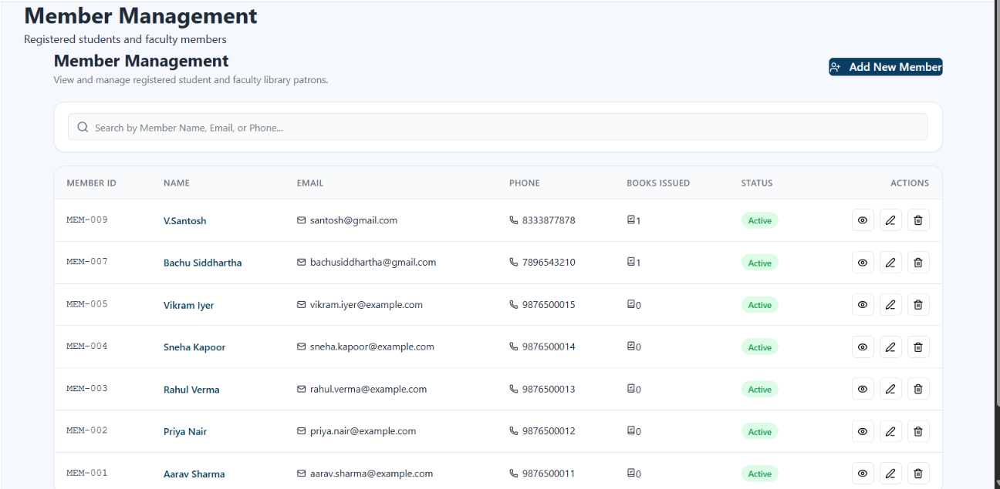 Member Management
Registered students and faculty members
Member Management
View and manage registered student and faculty library patrons.
Add New Member
Search by Member Name, Email, or Phone...
MEMBER ID NAME EMAIL PHONE BOOKS ISSUED STATUS ACTIONS
MEM-009 V.Santosh santosh@gmail.com 8333877878 1 Active
MEM-007 Bachu Siddhartha bachusiddhartha@gmail.com 7896543210 1 Active
MEM-005 Vikram Iyer vikram.iyer@example.com 9876500015 0 Active
MEM-004 Sneha Kapoor sneha.kapoor@example.com 9876500014 0 Active
MEM-003 Rahul Verma rahul.verma@example.com 9876500013 0 Active
MEM-002 Priya Nair priya.nair@example.com 9876500012 0 Active
MEM-001 Aarav Sharma aarav.sharma@example.com 9876500011 0 Active